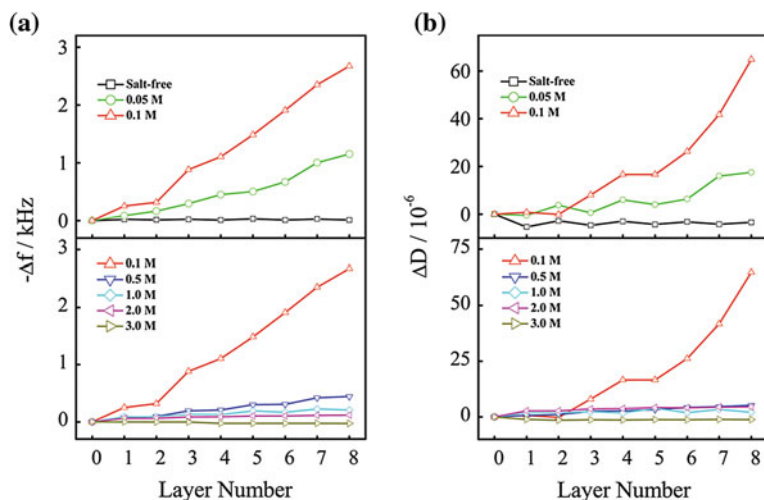 (a)
3
2
1
0
-Δf / kHz
Salt-free
0.05 M
0.1 M
3
2
1
0
0.1 M
0.5 M
1.0 M
2.0 M
3.0 M
0 1 2 3 4 5 6 7 8
Layer Number
(b)
60
40
20
0
ΔD / 10⁻⁶
Salt-free
0.05 M
0.1 M
75
50
25
0
0.1 M
0.5 M
1.0 M
2.0 M
3.0 M
0 1 2 3 4 5 6 7 8
Layer Number